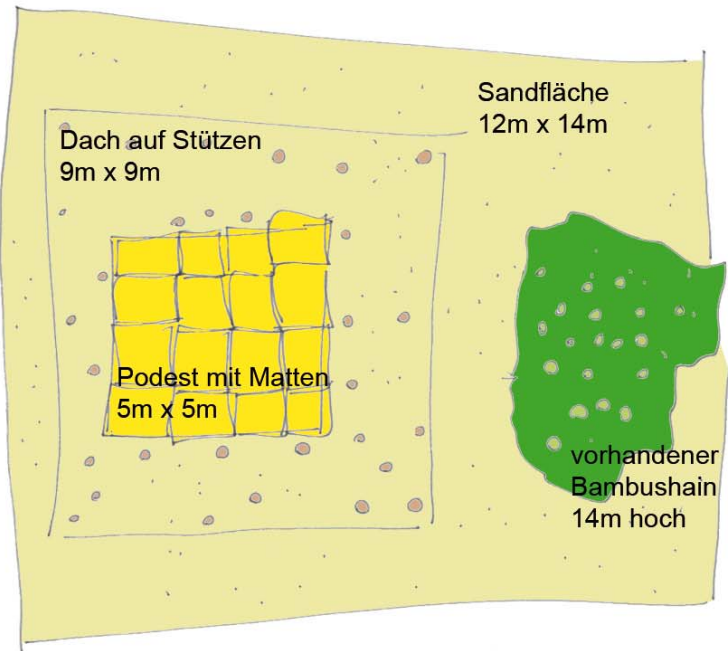 Sandfläche
12m x 14m
Dach auf Stützen
9m x 9m
Podest mit Matten
5m x 5m
vorhandener
Bambushain
14m hoch